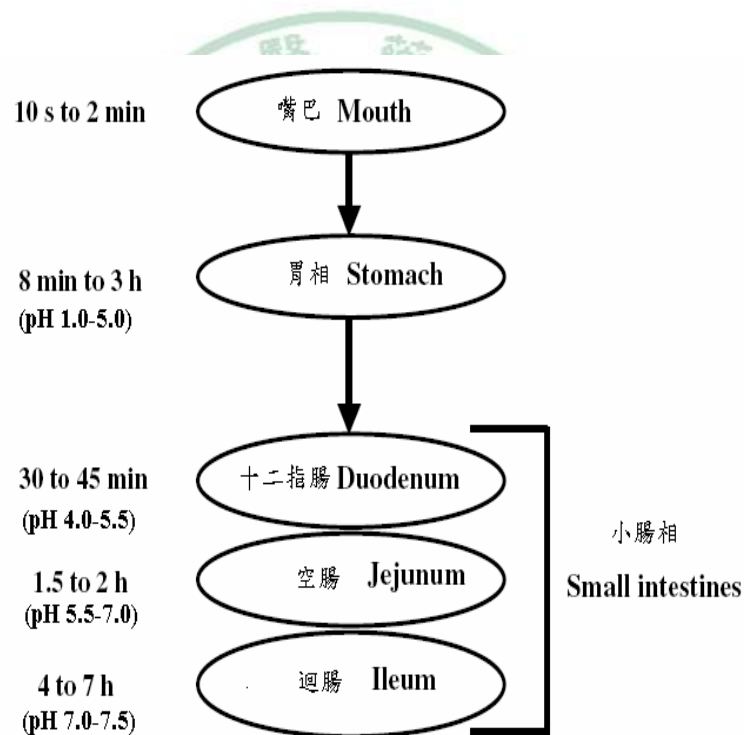 10 s to 2 min
嘴巴 Mouth
8 min to 3 h
(pH 1.0-5.0)
胃相 Stomach
30 to 45 min
(pH 4.0-5.5)
十二指腸 Duodenum
1.5 to 2 h
(pH 5.5-7.0)
空腸 Jejunum
4 to 7 h
(pH 7.0-7.5)
迴腸 Ileum
小腸相
Small intestines